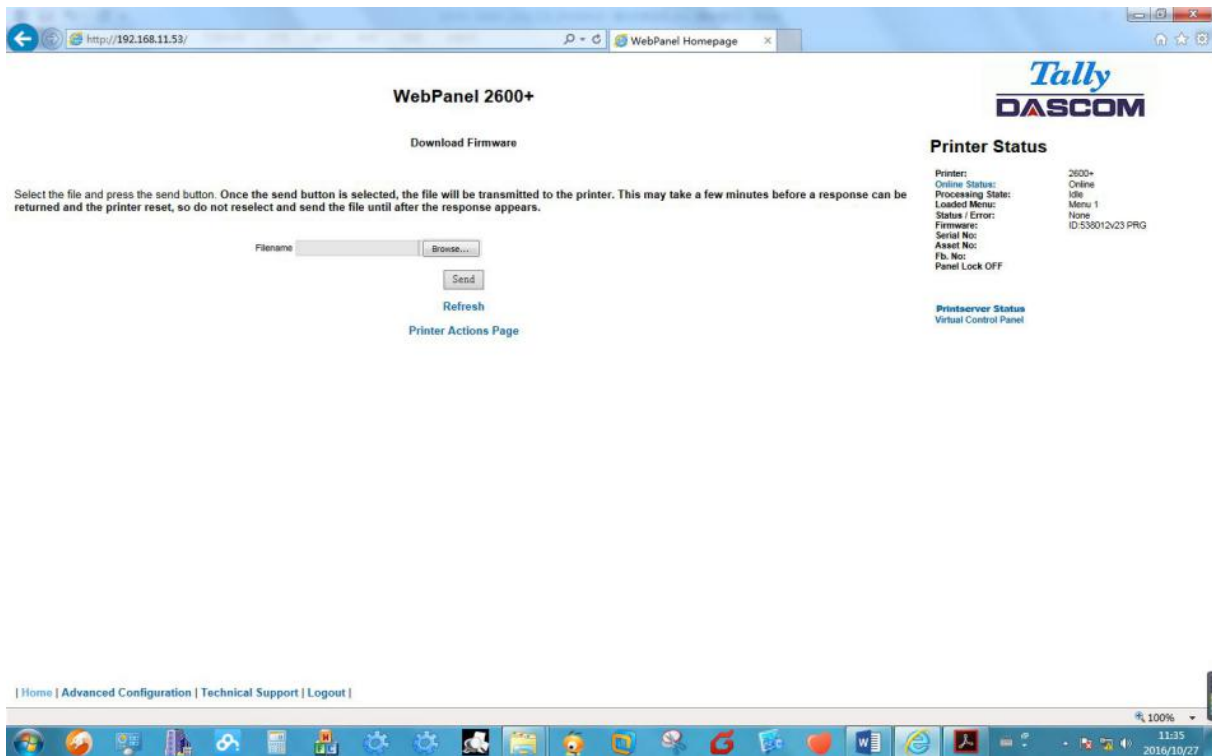 http://192.168.11.53/
WebPanel Homepage
WebPanel 2600+
Download Firmware
Select the file and press the send button. Once the send button is selected, the file will be transmitted to the printer. This may take a few minutes before a response can be
returned and the printer reset, so do not reselect and send the file until after the response appears.
Filename
Browse...
Send
Refresh
Printer Actions Page
Tally
DASCOM
Printer Status
Printer: 2600+
Online Status: Online
Processing State: Idle
Loaded Menu: Menu 1
Status / Error: None
Firmware: ID:538012v23 PRG
Serial No:
Asset No:
Fb. No:
Panel Lock OFF
Printserver Status
Virtual Control Panel
| Home | Advanced Configuration | Technical Support | Logout |
100%
11:35
2016/10/27